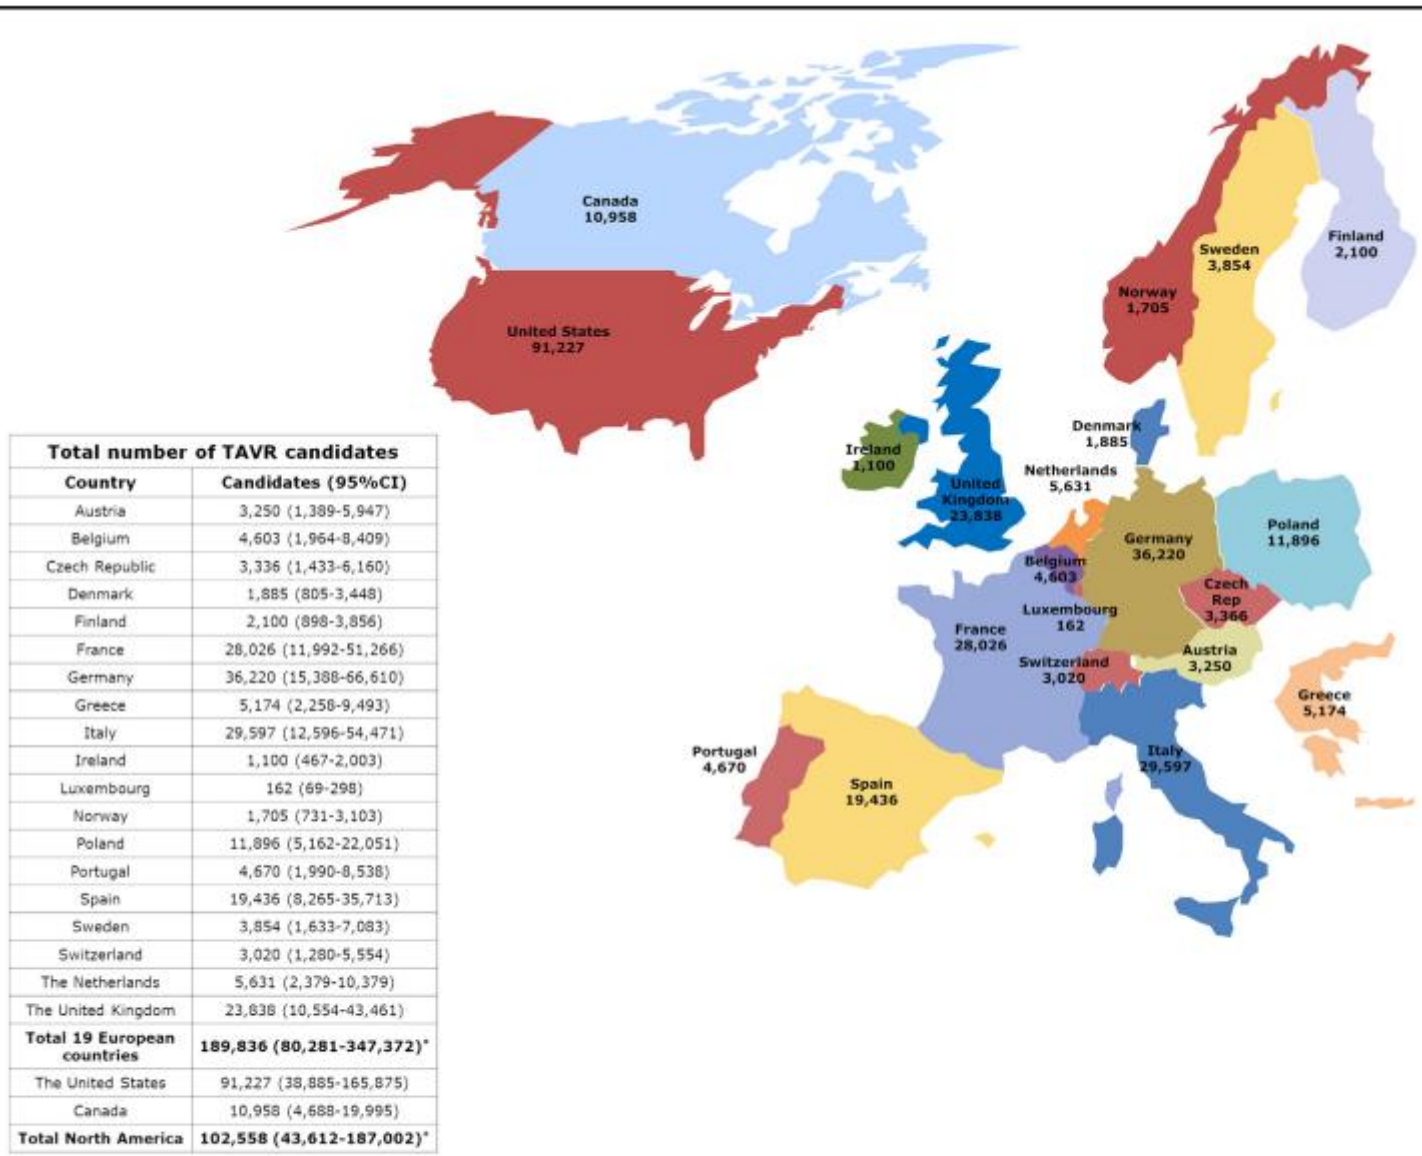 Canada
10,958
United States
91,227
Finland
2,100
Sweden
3,854
Norway
1,705
Denmark
1,885
Ireland
1,100
Netherlands
5,631
United
Kingdom
23,838
Poland
11,896
Germany
36,220
Belgium
4,603
Czech
Rep
3,366
Luxembourg
162
France
28,026
Austria
3,250
Switzerland
3,020
Greece
5,174
Portugal
4,670
Italy
29,597
Spain
19,436
Total number of TAVR candidates
Country Candidates (95%CI)
Austria 3,250 (1,389-5,947)
Belgium 4,603 (1,964-8,409)
Czech Republic 3,336 (1,433-6,160)
Denmark 1,885 (805-3,448)
Finland 2,100 (898-3,856)
France 28,026 (11,992-51,266)
Germany 36,220 (15,388-66,610)
Greece 5,174 (2,258-9,493)
Italy 29,597 (12,596-54,471)
Ireland 1,100 (467-2,003)
Luxembourg 162 (69-298)
Norway 1,705 (731-3,103)
Poland 11,896 (5,162-22,051)
Portugal 4,670 (1,990-8,538)
Spain 19,436 (8,265-35,713)
Sweden 3,854 (1,633-7,083)
Switzerland 3,020 (1,280-5,554)
The Netherlands 5,631 (2,379-10,379)
The United Kingdom 23,838 (10,554-43,461)
Total 19 European
countries 189,836 (80,281-347,372)*
The United States 91,227 (38,885-165,875)
Canada 10,958 (4,688-19,995)
Total North America 102,558 (43,612-187,002)*